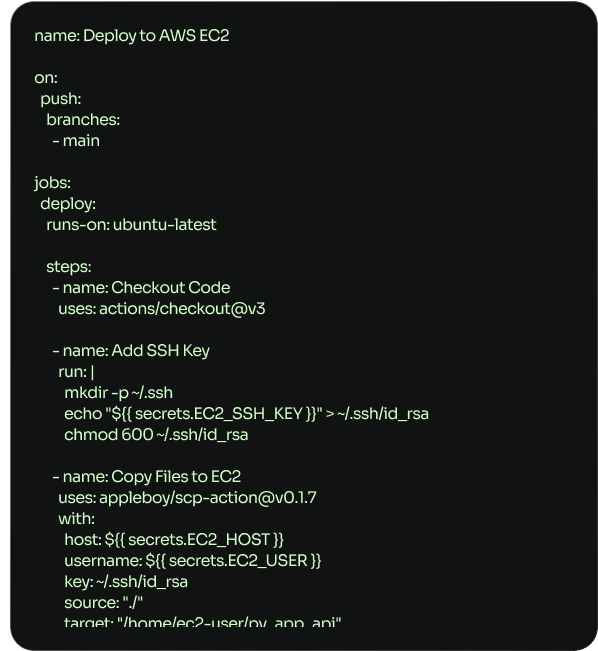 name: Deploy to AWS EC2
on:
push:
branches:
- main
jobs:
deploy:
runs-on: ubuntu-latest
steps:
- name: Checkout Code
uses: actions/checkout@v3
- name: Add SSH Key
run: |
mkdir -p ~/.ssh
echo "${{ secrets.EC2_SSH_KEY }}" > ~/.ssh/id_rsa
chmod 600 ~/.ssh/id_rsa
- name: Copy Files to EC2
uses: appleboy/scp-action@v0.1.7
with:
host: ${{ secrets.EC2_HOST }}
username: ${{ secrets.EC2_USER }}
key: ~/.ssh/id_rsa
source: "./"
target: "/home/ec2-user/py_app_api"